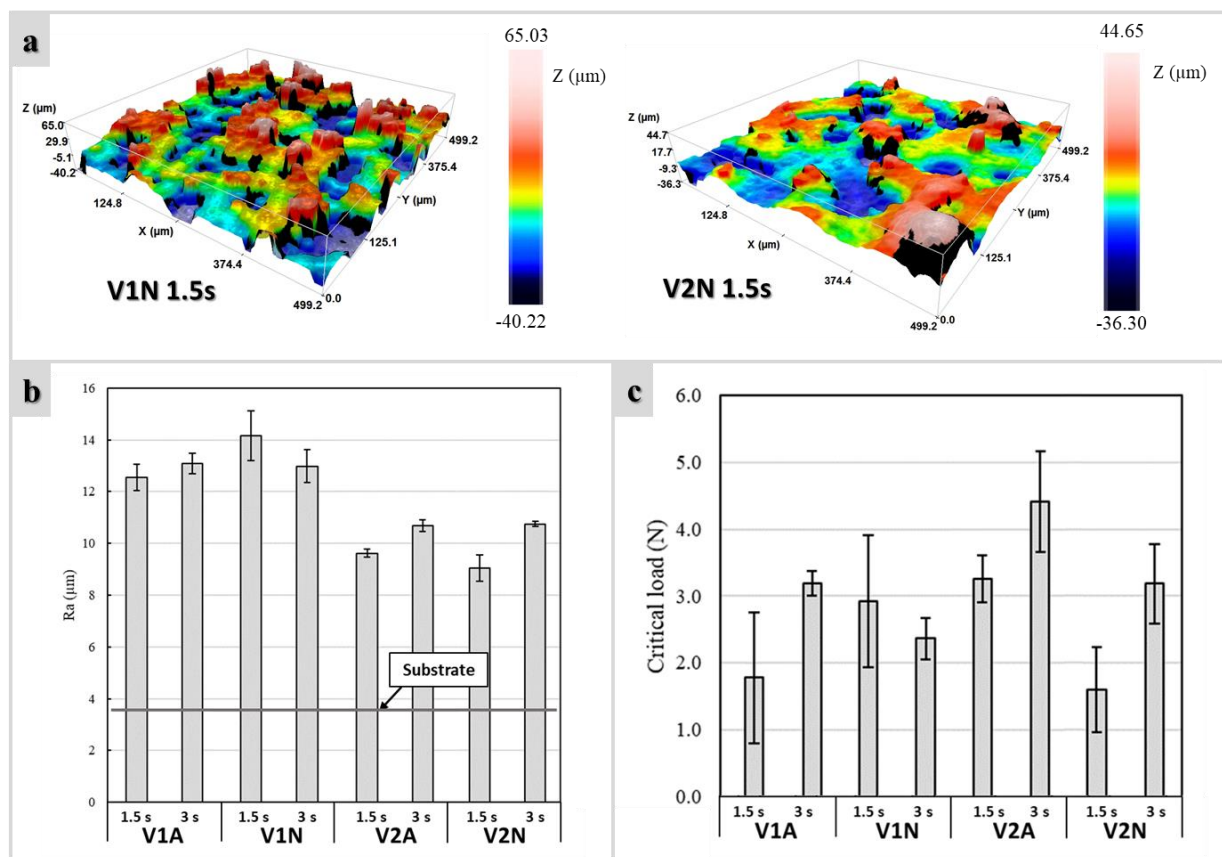 a
65.03
Z (µm)
-40.22
Z (µm)
65.0
29.9
-5.1
-40.2
124.8
X (µm)
374.4
499.2
0.0
125.1
Y (µm)
375.4
499.2
V1N 1.5s
44.65
Z (µm)
-36.30
Z (µm)
44.7
17.7
-9.3
-36.3
124.8
X (µm)
374.4
499.2
0.0
125.1
Y (µm)
375.4
499.2
V2N 1.5s
b
Ra (µm)
16
14
12
10
8
6
4
2
0
Substrate
1.5 s 3 s 1.5 s 3 s 1.5 s 3 s 1.5 s 3 s
V1A V1N V2A V2N
c
Critical load (N)
6.0
5.0
4.0
3.0
2.0
1.0
0.0
1.5 s 3 s 1.5 s 3 s 1.5 s 3 s 1.5 s 3 s
V1A V1N V2A V2N